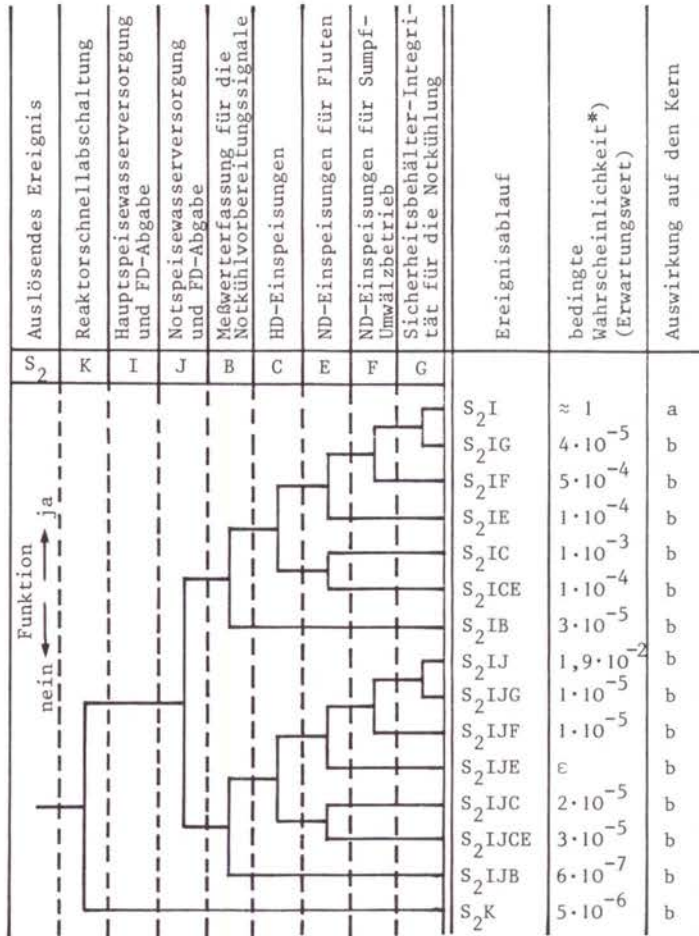 Auslösendes Ereignis
Reaktorschnellabschaltung
Hauptspeisewasserversorgung
und FD-Abgabe
Notspeisewasserversorgung
und FD-Abgabe
Meßwerterfassung für die
Notkühlvorbereitungssignale
HD-Einspeisungen
ND-Einspeisungen für Fluten
ND-Einspeisungen für Sumpf-
Umwälzbetrieb
Sicherheitsbehälter-Integri-
tät für die Notkühlung
Ereignisablauf
bedingte
Wahrscheinlichkeit*)
(Erwartungswert)
Auswirkung auf den Kern
S₂ K I J B C E F G
Funktion
nein ja
S₂I ≈ 1 a
S₂IG 4·10⁻⁵ b
S₂IF 5·10⁻⁴ b
S₂IE 1·10⁻⁴ b
S₂IC 1·10⁻³ b
S₂ICE 1·10⁻⁴ b
S₂IB 3·10⁻⁵ b
S₂IJ 1,9·10⁻² b
S₂IJG 1·10⁻⁵ b
S₂IJF 1·10⁻⁵ b
S₂IJE ε b
S₂IJC 2·10⁻⁵ b
S₂IJCE 3·10⁻⁵ b
S₂IJB 6·10⁻⁷ b
S₂K 5·10⁻⁶ b